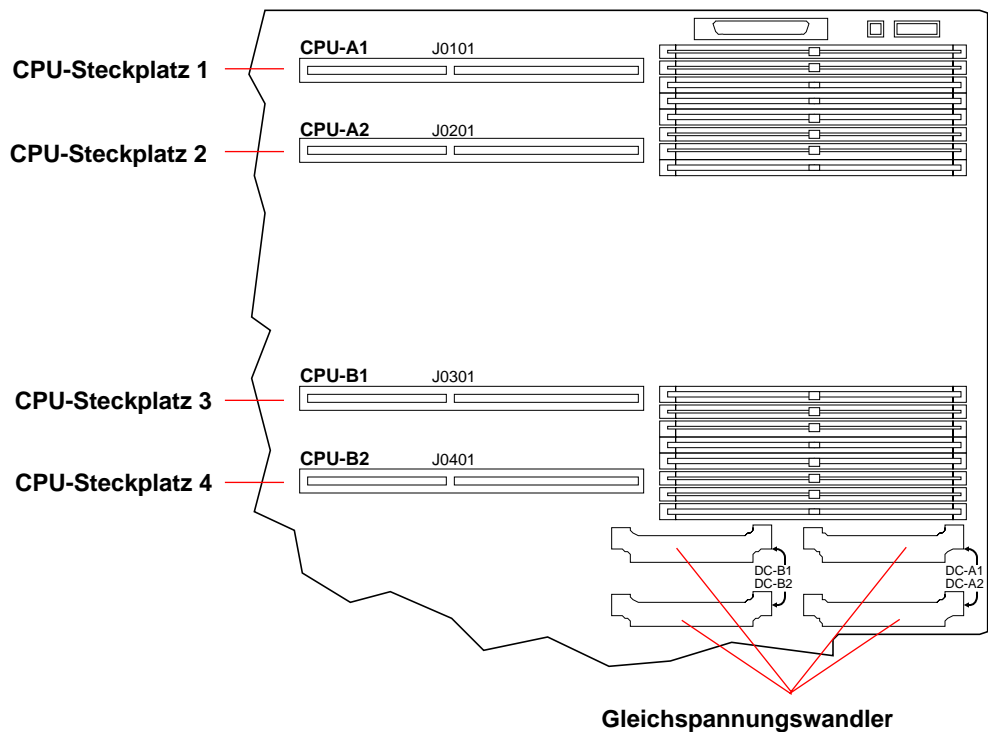 CPU-A1 J0101
CPU-Steckplatz 1
CPU-A2 J0201
CPU-Steckplatz 2
CPU-B1 J0301
CPU-Steckplatz 3
CPU-B2 J0401
CPU-Steckplatz 4
DC-B1
DC-B2
DC-A1
DC-A2
Gleichspannungswandler